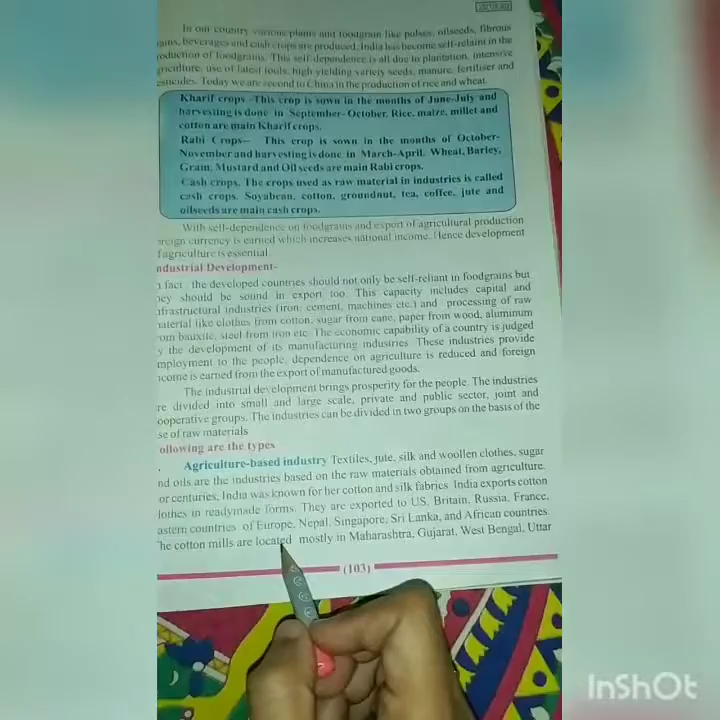 In our country various plants and foodgrain like pulses, oilseeds, fibrous
ains, beverages and cash crops are produced. India has become self-relaint in the
oduction of foodgrains. This self-dependence is all due to plantation, intensive
griculture, use of latest tools, high yielding variety seeds, manure, fertiliser and
esticides. Today we are second to China in the production of rice and wheat.
Kharif crops -This crop is sown in the months of June-July and
harvesting is done in September- October. Rice, maize, millet and
cotton are main Kharif crops.
Rabi Crops- This crop is sown in the months of October-
November and harvesting is done in March-April. Wheat, Barley,
Gram, Mustard and Oil seeds are main Rabi crops.
Cash crops, The crops used as raw material in industries is called
cash crops. Soyabean, cotton, groundnut, tea, coffee, jute and
oilseeds are main cash crops.
With self-dependence on foodgrains and export of agricultural production
oreign currency is earned which increases national income. Hence development
f agriculture is essential.
ndustrial Development-
n fact the developed countries should not only be self-reliant in foodgrains but
ey should be sound in export too. This capacity includes capital and
nfrastructural industries (iron, cement, machines etc.) and processing of raw
aterial like clothes from cotton, sugar from cane, paper from wood, aluminum
om bauxite, steel from iron etc. The economic capability of a country is judged
y the development of its manufacturing industries. These industries provide
mployment to the people, dependence on agriculture is reduced and foreign
ncome is earned from the export of manufactured goods.
The industrial development brings prosperity for the people. The industries
re divided into small and large scale, private and public sector, joint and
ooperative groups. The industries can be divided in two groups on the basis of the
se of raw materials
ollowing are the types
. Agriculture-based industry Textiles, jute, silk and woollen clothes, sugar
nd oils are the industries based on the raw materials obtained from agriculture.
or centuries, India was known for her cotton and silk fabrics. India exports cotton
lothes in readymade forms. They are exported to US, Britain, Russia, France,
astern countries of Europe, Nepal, Singapore, Sri Lanka, and African countries.
he cotton mills are located mostly in Maharashtra, Gujarat, West Bengal, Uttar
(103)
InShOt